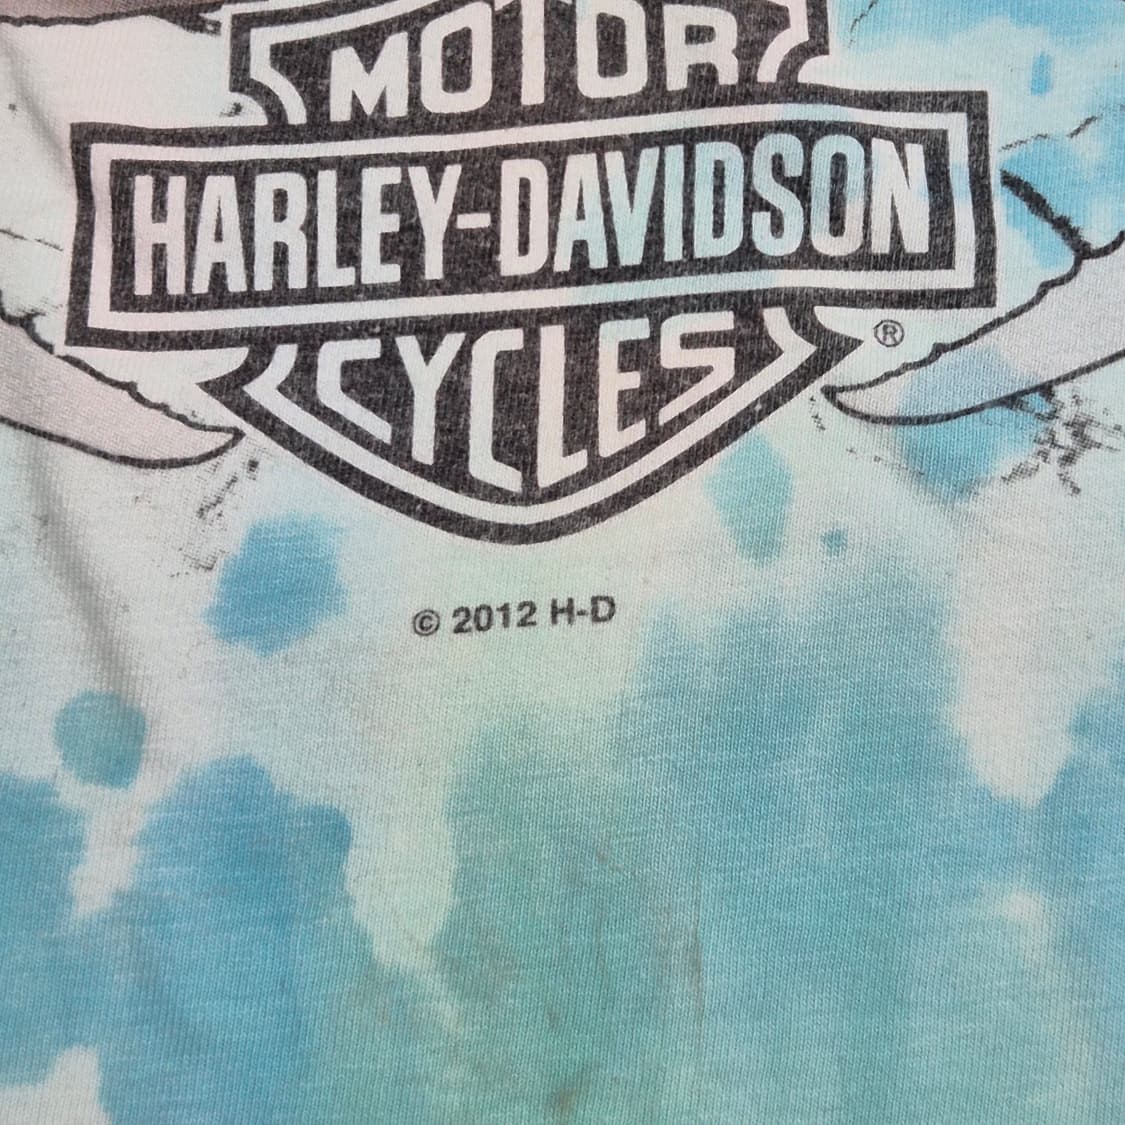 MOTOR
HARLEY-DAVIDSON
CYCLES ®
© 2012 H-D